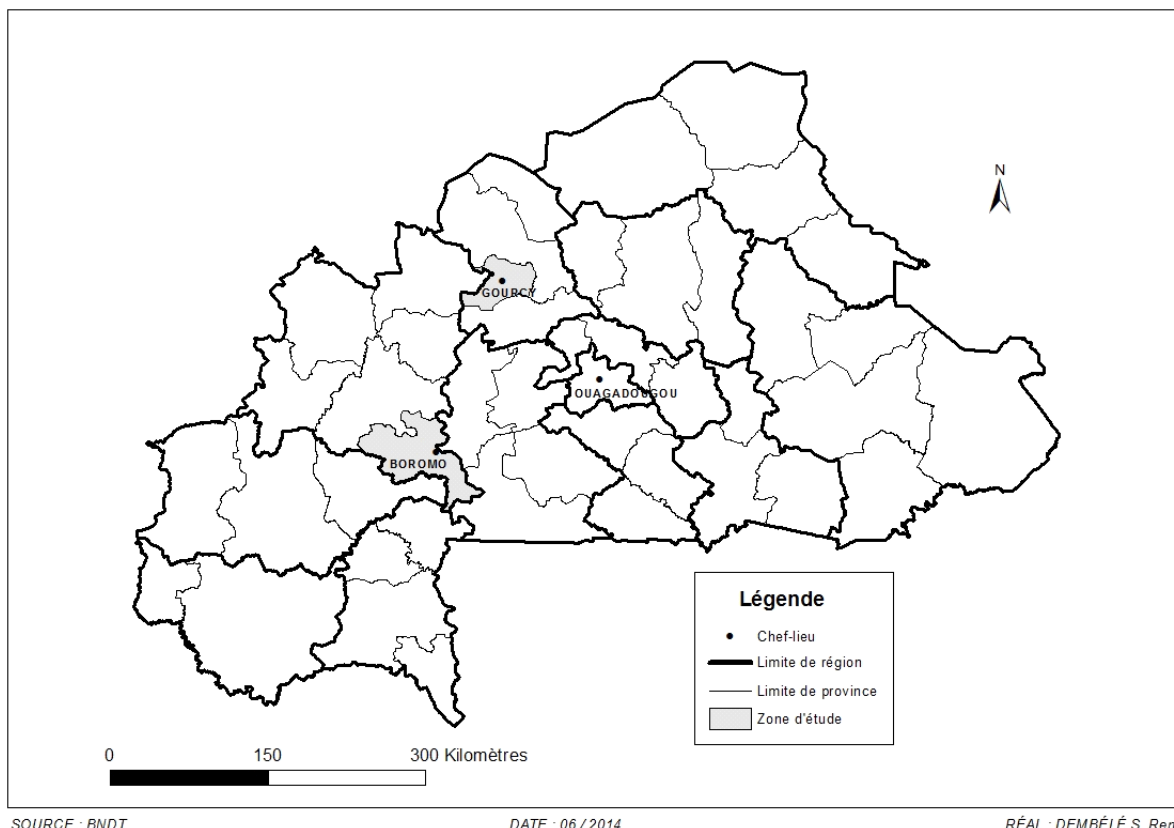 N
GOURCY
OUAGADOUGOU
BOROMO
Légende
Chef-lieu
Limite de région
Limite de province
Zone d'étude
0 150 300 Kilomètres
SOURCE : BNDT DATE : 06 / 2014 RÉAL : DEMBÉLÉ S. Ren